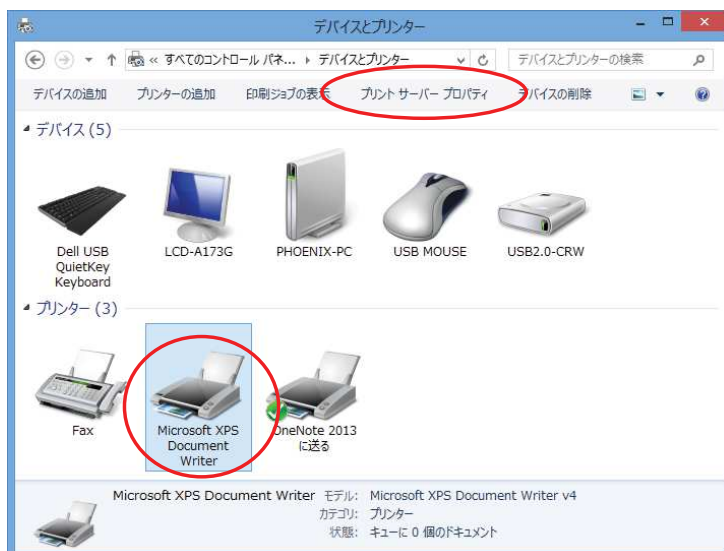 デバイスとプリンター
« すべてのコントロール パネ... ▸ デバイスとプリンター
デバイスとプリンターの検索
デバイスの追加 プリンターの追加 印刷ジョブの表示 プリント サーバー プロパティ デバイスの削除
デバイス (5)
Dell USB
QuietKey
Keyboard
LCD-A173G
PHOENIX-PC
USB MOUSE
USB2.0-CRW
プリンター (3)
Fax
Microsoft XPS
Document
Writer
OneNote 2013
に送る
Microsoft XPS Document Writer モデル: Microsoft XPS Document Writer v4
カテゴリ: プリンター
状態: キューに 0 個のドキュメント